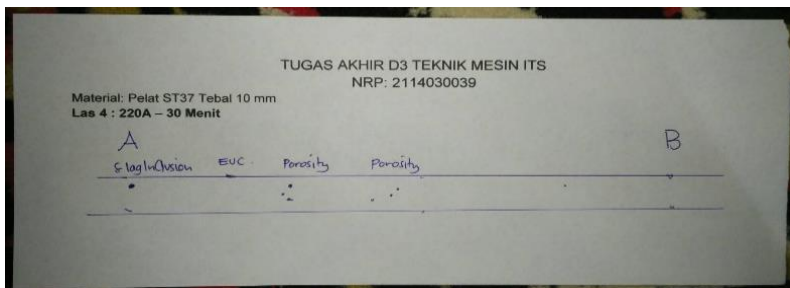 TUGAS AKHIR D3 TEKNIK MESIN ITS
NRP: 2114030039
Material: Pelat ST37 Tebal 10 mm
Las 4 : 220A – 30 Menit
A B
Slag Inclusion EUC. Porosity Porosity